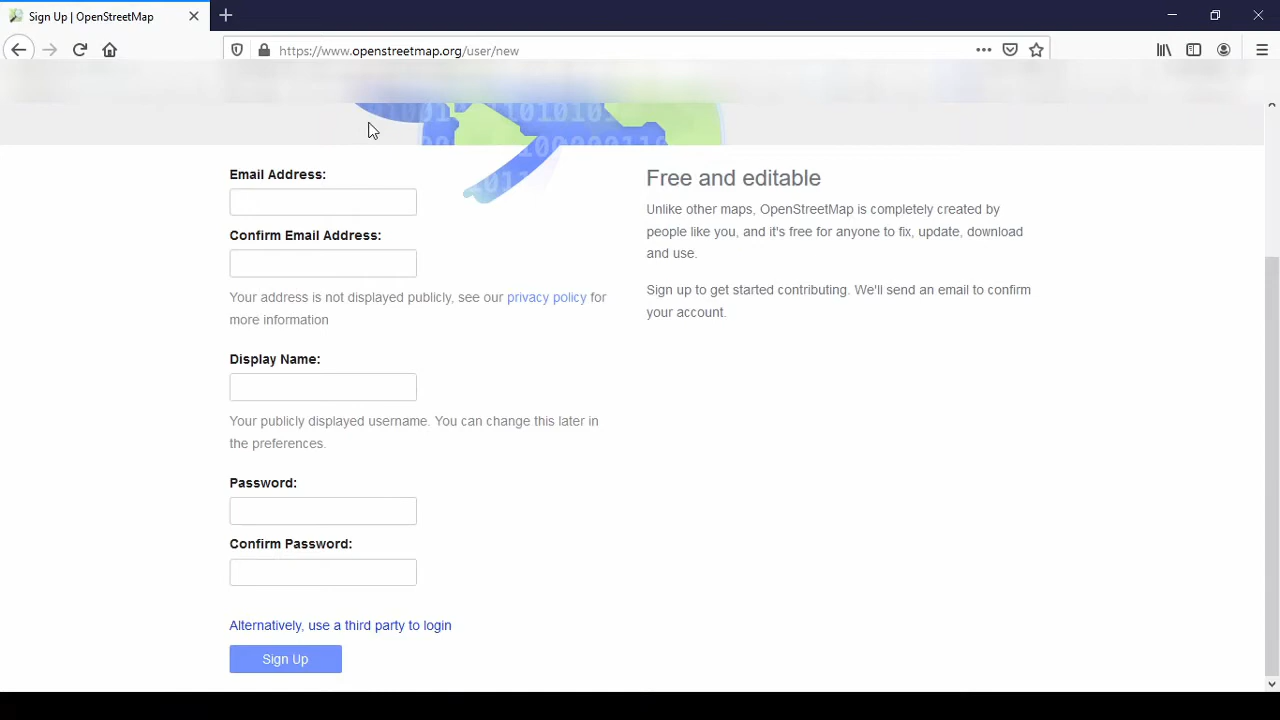 Sign Up | OpenStreetMap
https://www.openstreetmap.org/user/new
Email Address:
Confirm Email Address:
Your address is not displayed publicly, see our privacy policy for
more information
Display Name:
Your publicly displayed username. You can change this later in
the preferences.
Password:
Confirm Password:
Alternatively, use a third party to login
Sign Up
Free and editable
Unlike other maps, OpenStreetMap is completely created by
people like you, and it's free for anyone to fix, update, download
and use.
Sign up to get started contributing. We'll send an email to confirm
your account.